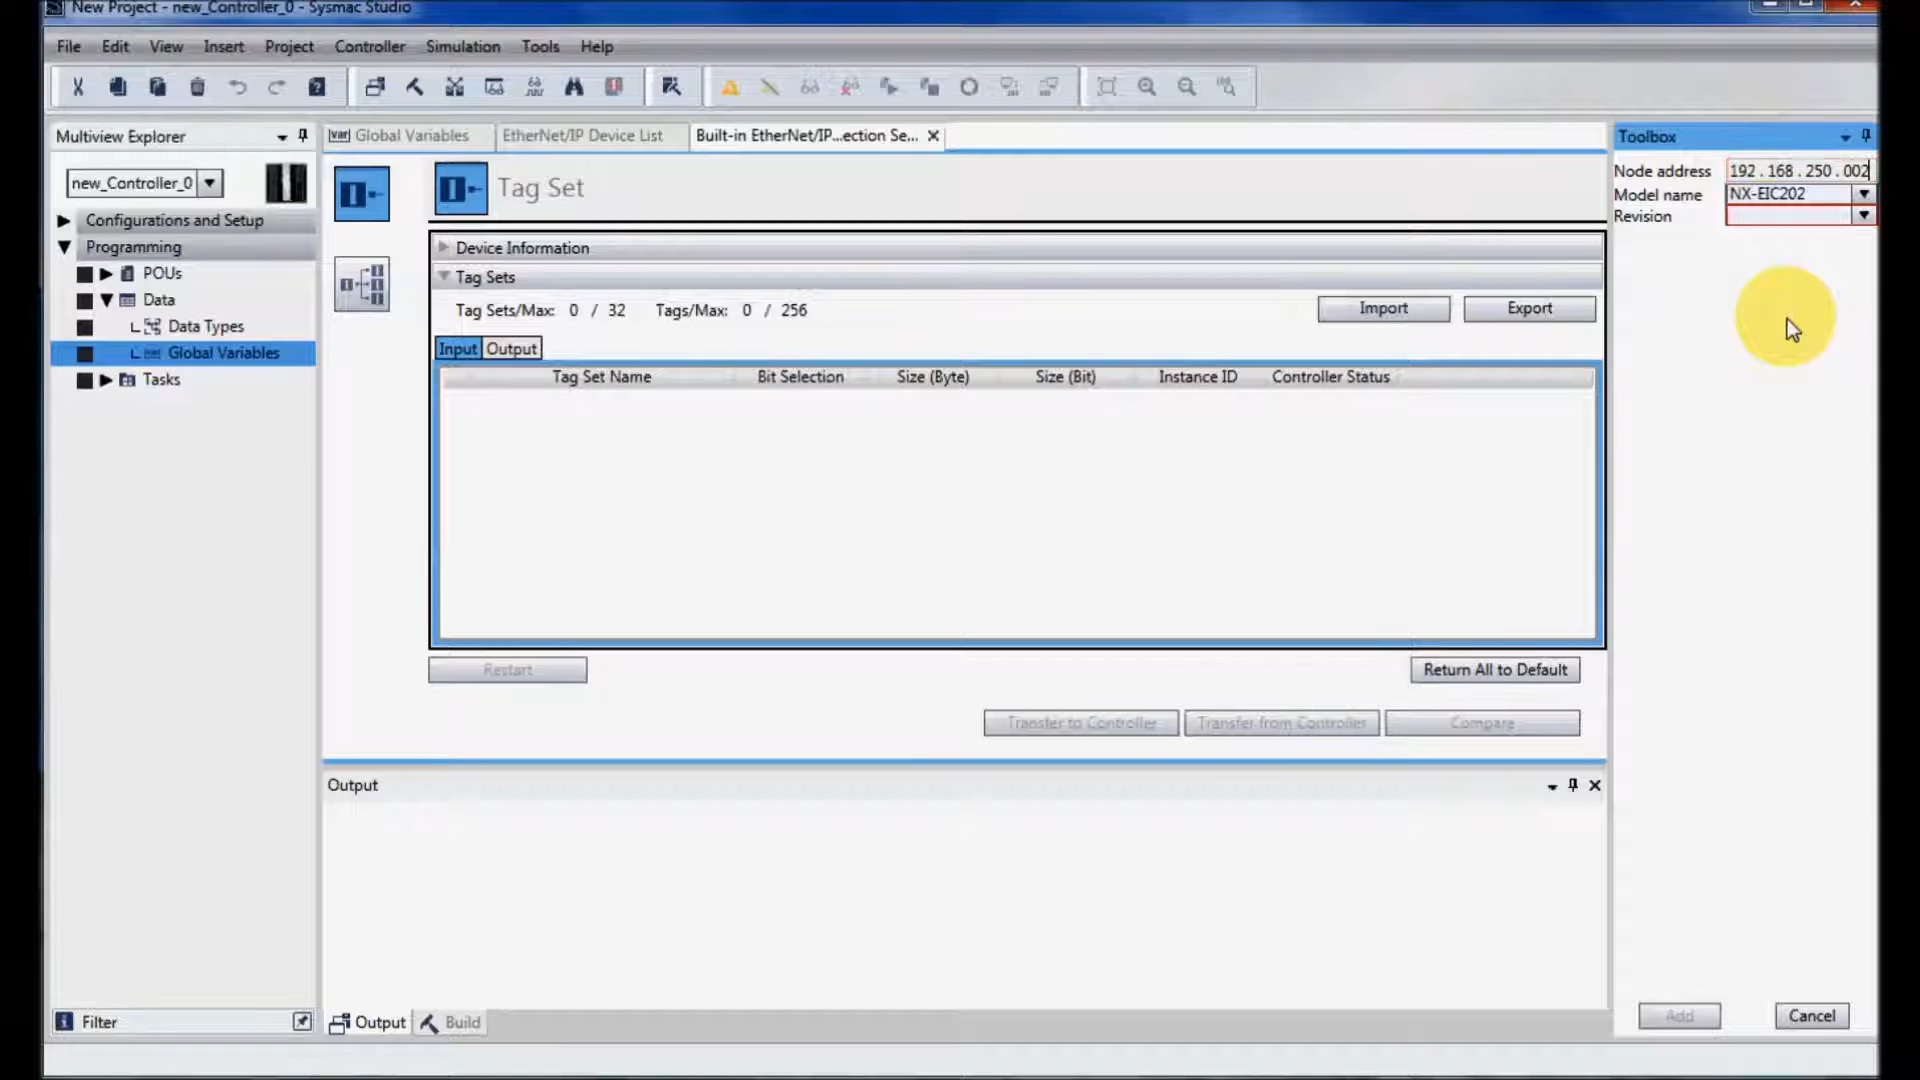 New Project - new_Controller_0 - Sysmac Studio
File Edit View Insert Project Controller Simulation Tools Help
Multiview Explorer
new_Controller_0
Configurations and Setup
Programming
POUs
Data
Data Types
Global Variables
Tasks
Filter
Global Variables EtherNet/IP Device List Built-in EtherNet/IP...ection Se...
Tag Set
Device Information
Tag Sets
Tag Sets/Max: 0 / 32 Tags/Max: 0 / 256
Import Export
Input Output
Tag Set Name Bit Selection Size (Byte) Size (Bit) Instance ID Controller Status
Restart
Return All to Default
Transfer to Controller Transfer from Controller Compare
Output
Output Build
Toolbox
Node address 192 . 168 . 250 . 002
Model name NX-EIC202
Revision
Add Cancel